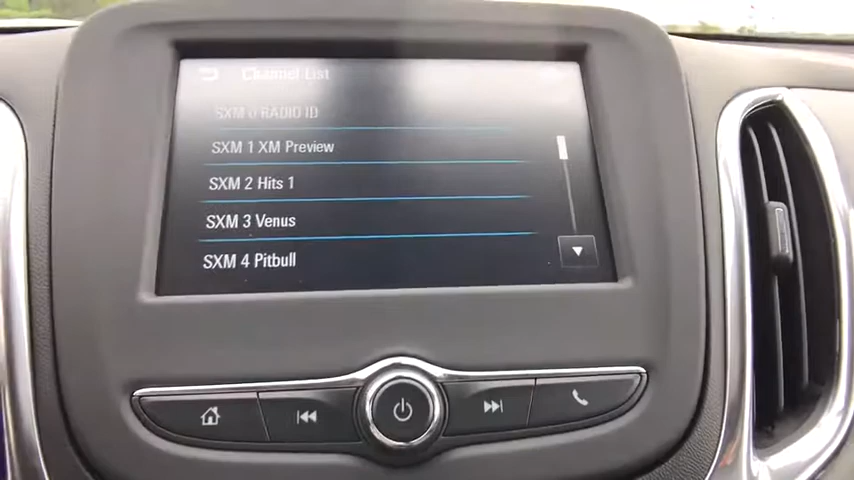 Channel List
SXM 0 RADIO ID
SXM 1 XM Preview
SXM 2 Hits 1
SXM 3 Venus
SXM 4 Pitbull